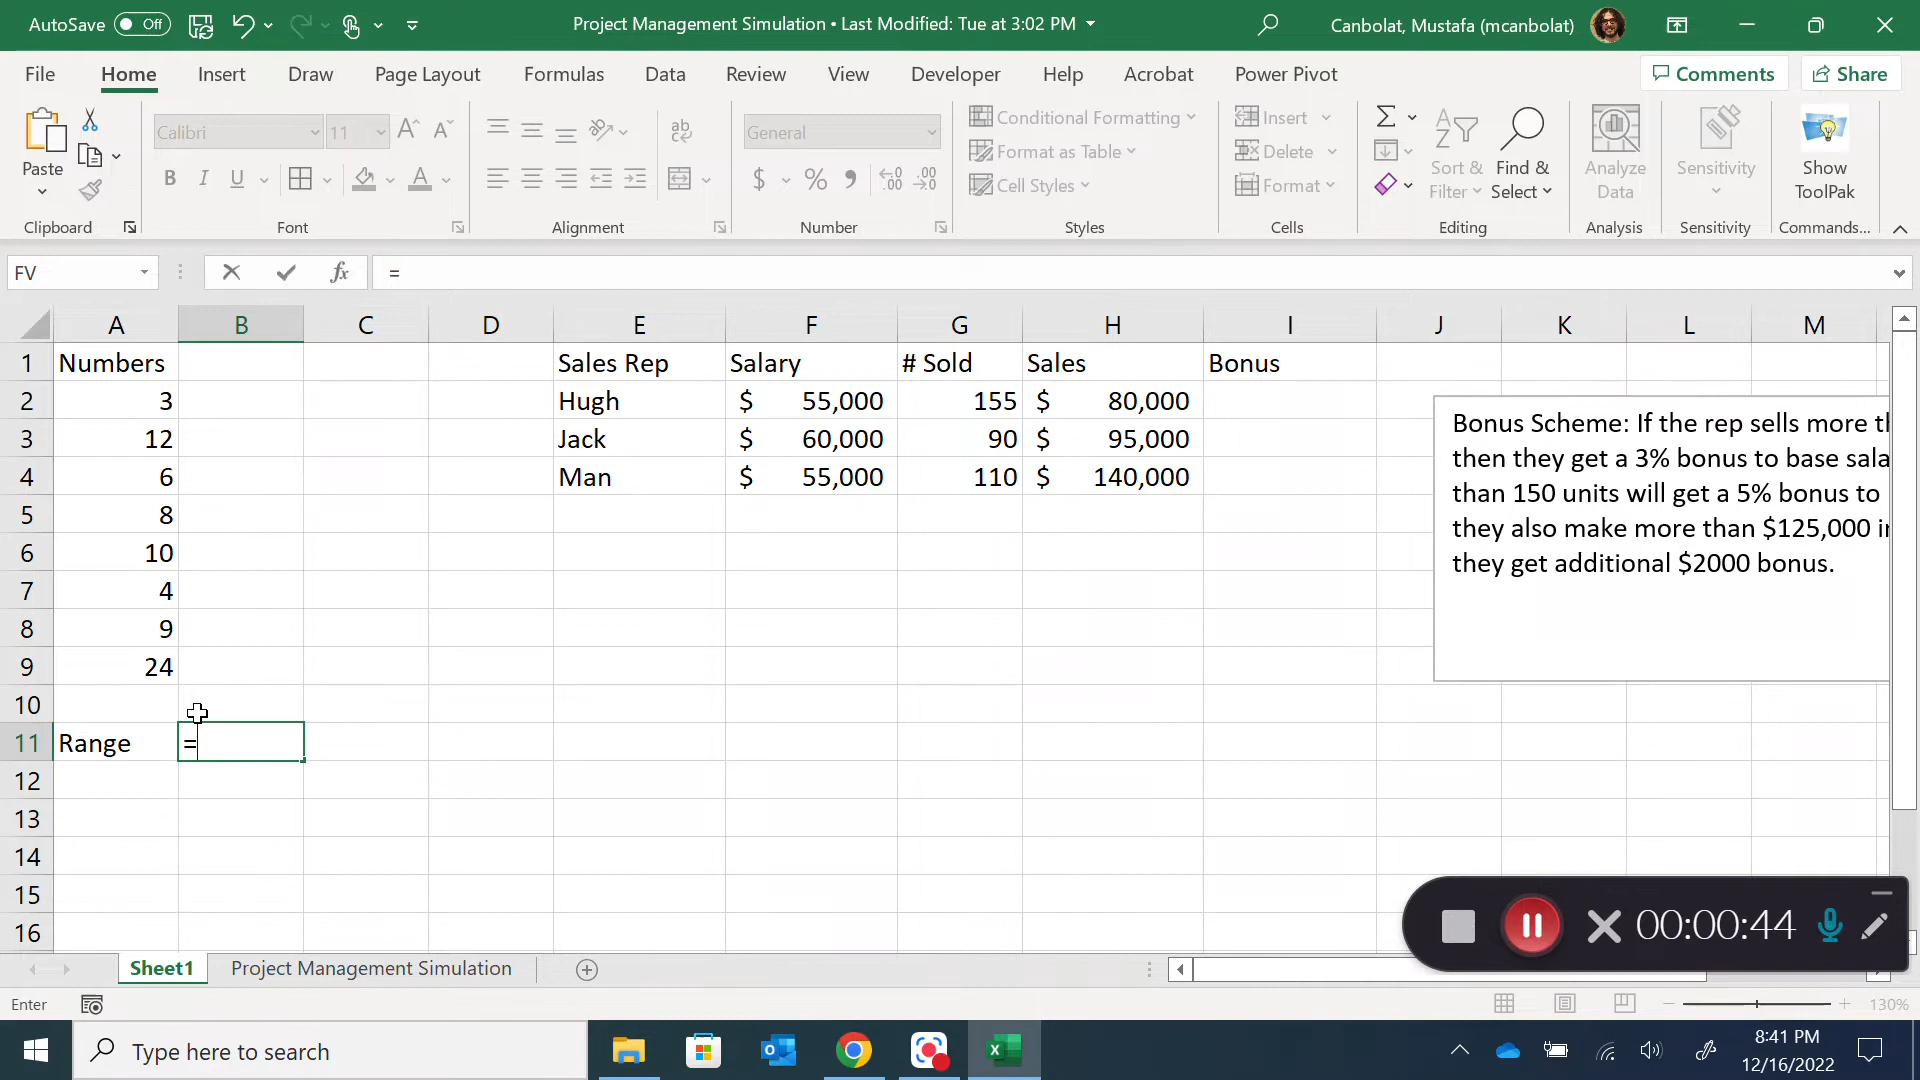 AutoSave Off
Project Management Simulation • Last Modified: Tue at 3:02 PM
Canbolat, Mustafa (mcanbolat)
File Home Insert Draw Page Layout Formulas Data Review View Developer Help Acrobat Power Pivot
Comments Share
Paste
Clipboard
Calibri 11
B I U
Font
ab
Alignment
General
$ % 9
Number
Conditional Formatting
Format as Table
Cell Styles
Styles
Insert
Delete
Format
Cells
Sort &
Filter
Find &
Select
Editing
Analyze
Data
Analysis
Sensitivity
Sensitivity
Show
ToolPak
Commands...
FV fx =
A B C D E F G H I J K L M
1 Numbers Sales Rep Salary # Sold Sales Bonus
2 3 Hugh $ 55,000 155 $ 80,000
3 12 Jack $ 60,000 90 $ 95,000
4 6 Man $ 55,000 110 $ 140,000
5 8
6 10
7 4
8 9
9 24
10
11 Range =
12
13
14
15
16
Bonus Scheme: If the rep sells more
then they get a 3% bonus to base
than 150 units will get a 5% bonus to
they also make more than $125,000
they get additional $2000 bonus.
00:00:44
Sheet1 Project Management Simulation
Enter
130%
Type here to search
8:41 PM
12/16/2022